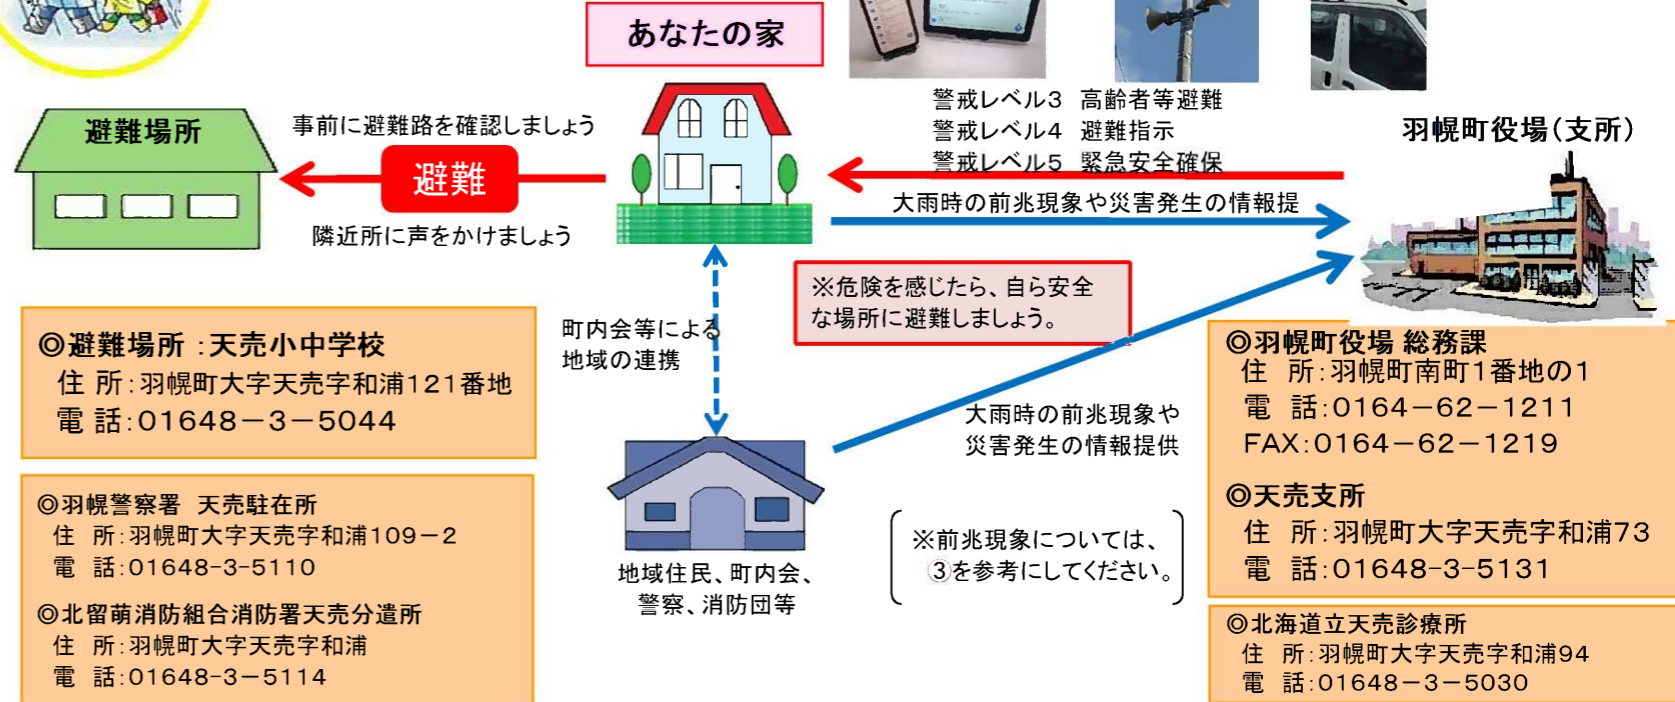 あなたの家
警戒レベル3 高齢者等避難
警戒レベル4 避難指示
警戒レベル5 緊急安全確保
羽幌町役場(支所)
避難場所
事前に避難路を確認しましょう
避難
隣近所に声をかけましょう
大雨時の前兆現象や災害発生の情報提
※危険を感じたら、自ら安全
な場所に避難しましょう。
町内会等による
地域の連携
大雨時の前兆現象や
災害発生の情報提供
※前兆現象については、
③を参考にしてください。
地域住民、町内会、
警察、消防団等
◎避難場所:天売小中学校
住 所:羽幌町大字天売字和浦121番地
電 話:01648-3-5044
◎羽幌警察署 天売駐在所
住 所:羽幌町大字天売字和浦109-2
電 話:01648-3-5110
◎北留萌消防組合消防署天売分遣所
住 所:羽幌町大字天売字和浦
電 話:01648-3-5114
◎羽幌町役場 総務課
住 所:羽幌町南町1番地の1
電 話:0164-62-1211
FAX:0164-62-1219
◎天売支所
住 所:羽幌町大字天売字和浦73
電 話:01648-3-5131
◎北海道立天売診療所
住 所:羽幌町大字天売字和浦94
電 話:01648-3-5030